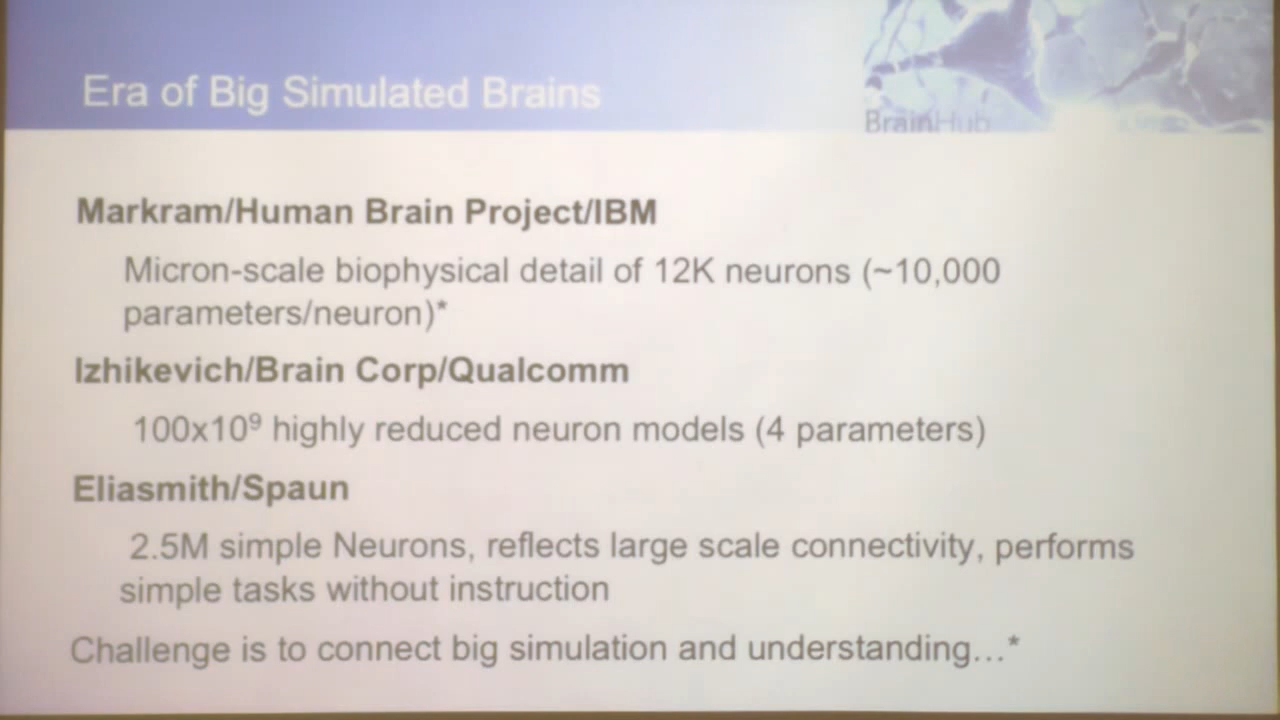 Era of Big Simulated Brains
BrainHub
Markram/Human Brain Project/IBM
Micron-scale biophysical detail of 12K neurons (~10,000
parameters/neuron)*
Izhikevich/Brain Corp/Qualcomm
100x10⁹ highly reduced neuron models (4 parameters)
Eliasmith/Spaun
2.5M simple Neurons, reflects large scale connectivity, performs
simple tasks without instruction
Challenge is to connect big simulation and understanding…*